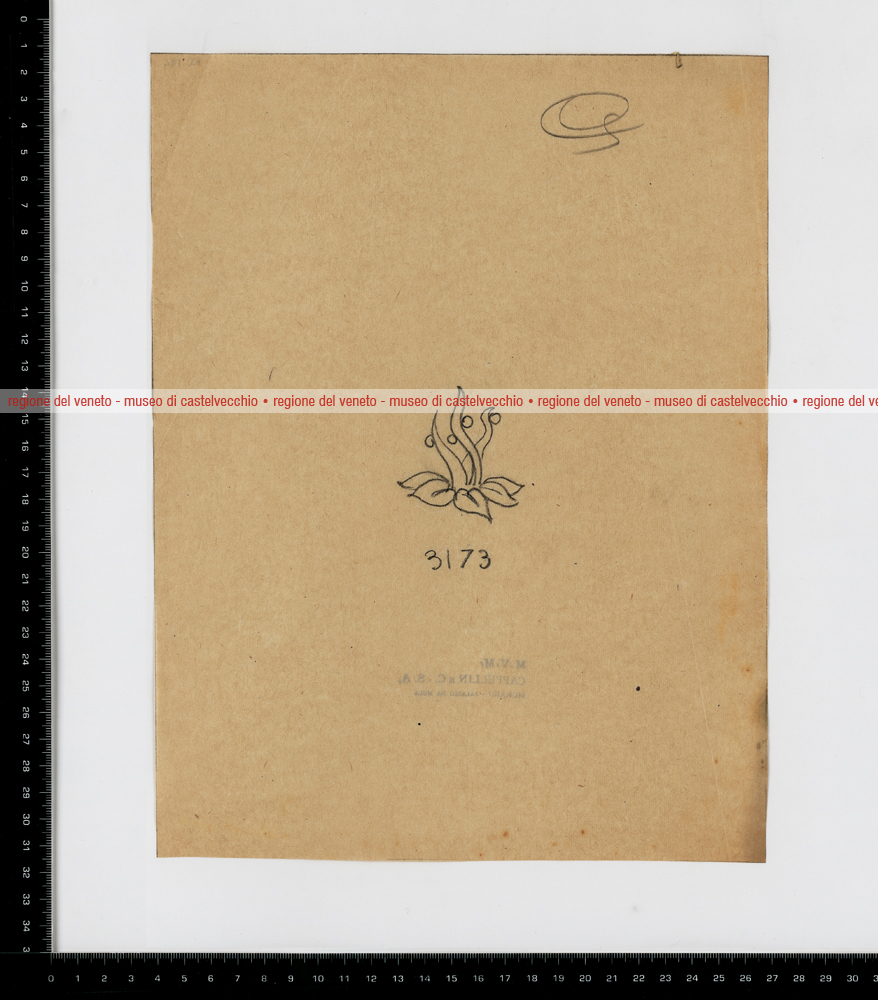 regione del veneto - museo di castelvecchio • regione del veneto - museo di castelvecchio • regione del veneto - museo di castelvecchio • regione del ve
3173
M.V.M.
CAPPELLIN & C. - S. A.
0 1 2 3 4 5 6 7 8 9 10 11 12 13 14 15 16 17 18 19 20 21 22 23 24 25 26 27 28 29 30 31 32 33 34 3
0 1 2 3 4 5 6 7 8 9 10 11 12 13 14 15 16 17 18 19 20 21 22 23 24 25 26 27 28 29 30 3